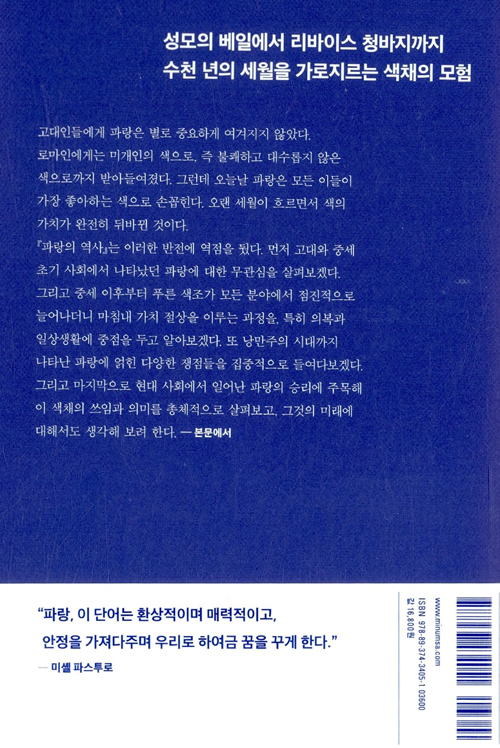 성모의 베일에서 리바이스 청바지까지
수천 년의 세월을 가로지르는 색채의 모험
고대인들에게 파랑은 별로 중요하게 여겨지지 않았다.
로마인에게는 미개인의 색으로, 즉 불쾌하고 대수롭지 않은
색으로까지 받아들여졌다. 그런데 오늘날 파랑은 모든 이들이
가장 좋아하는 색으로 손꼽힌다. 오랜 세월이 흐르면서 색의
가치가 완전히 뒤바뀐 것이다.
『파랑의 역사』는 이러한 반전에 역점을 뒀다. 먼저 고대와 중세
초기 사회에서 나타났던 파랑에 대한 무관심을 살펴보겠다.
그리고 중세 이후부터 푸른 색조가 모든 분야에서 점진적으로
늘어나더니 마침내 가치 절상을 이루는 과정을, 특히 의복과
일상생활에 중점을 두고 알아보겠다. 또 낭만주의 시대까지
나타난 파랑에 얽힌 다양한 쟁점들을 집중적으로 들여다보겠다.
그리고 마지막으로 현대 사회에서 일어난 파랑의 승리에 주목해
이 색채의 쓰임과 의미를 총체적으로 살펴보고, 그것의 미래에
대해서도 생각해 보려 한다. — 본문에서
“파랑, 이 단어는 환상적이며 매력적이고,
안정을 가져다주며 우리로 하여금 꿈을 꾸게 한다.”
— 미셸 파스투로
www.minumsa.com
ISBN 978-89-374-3405-1 03600
값 16,800원